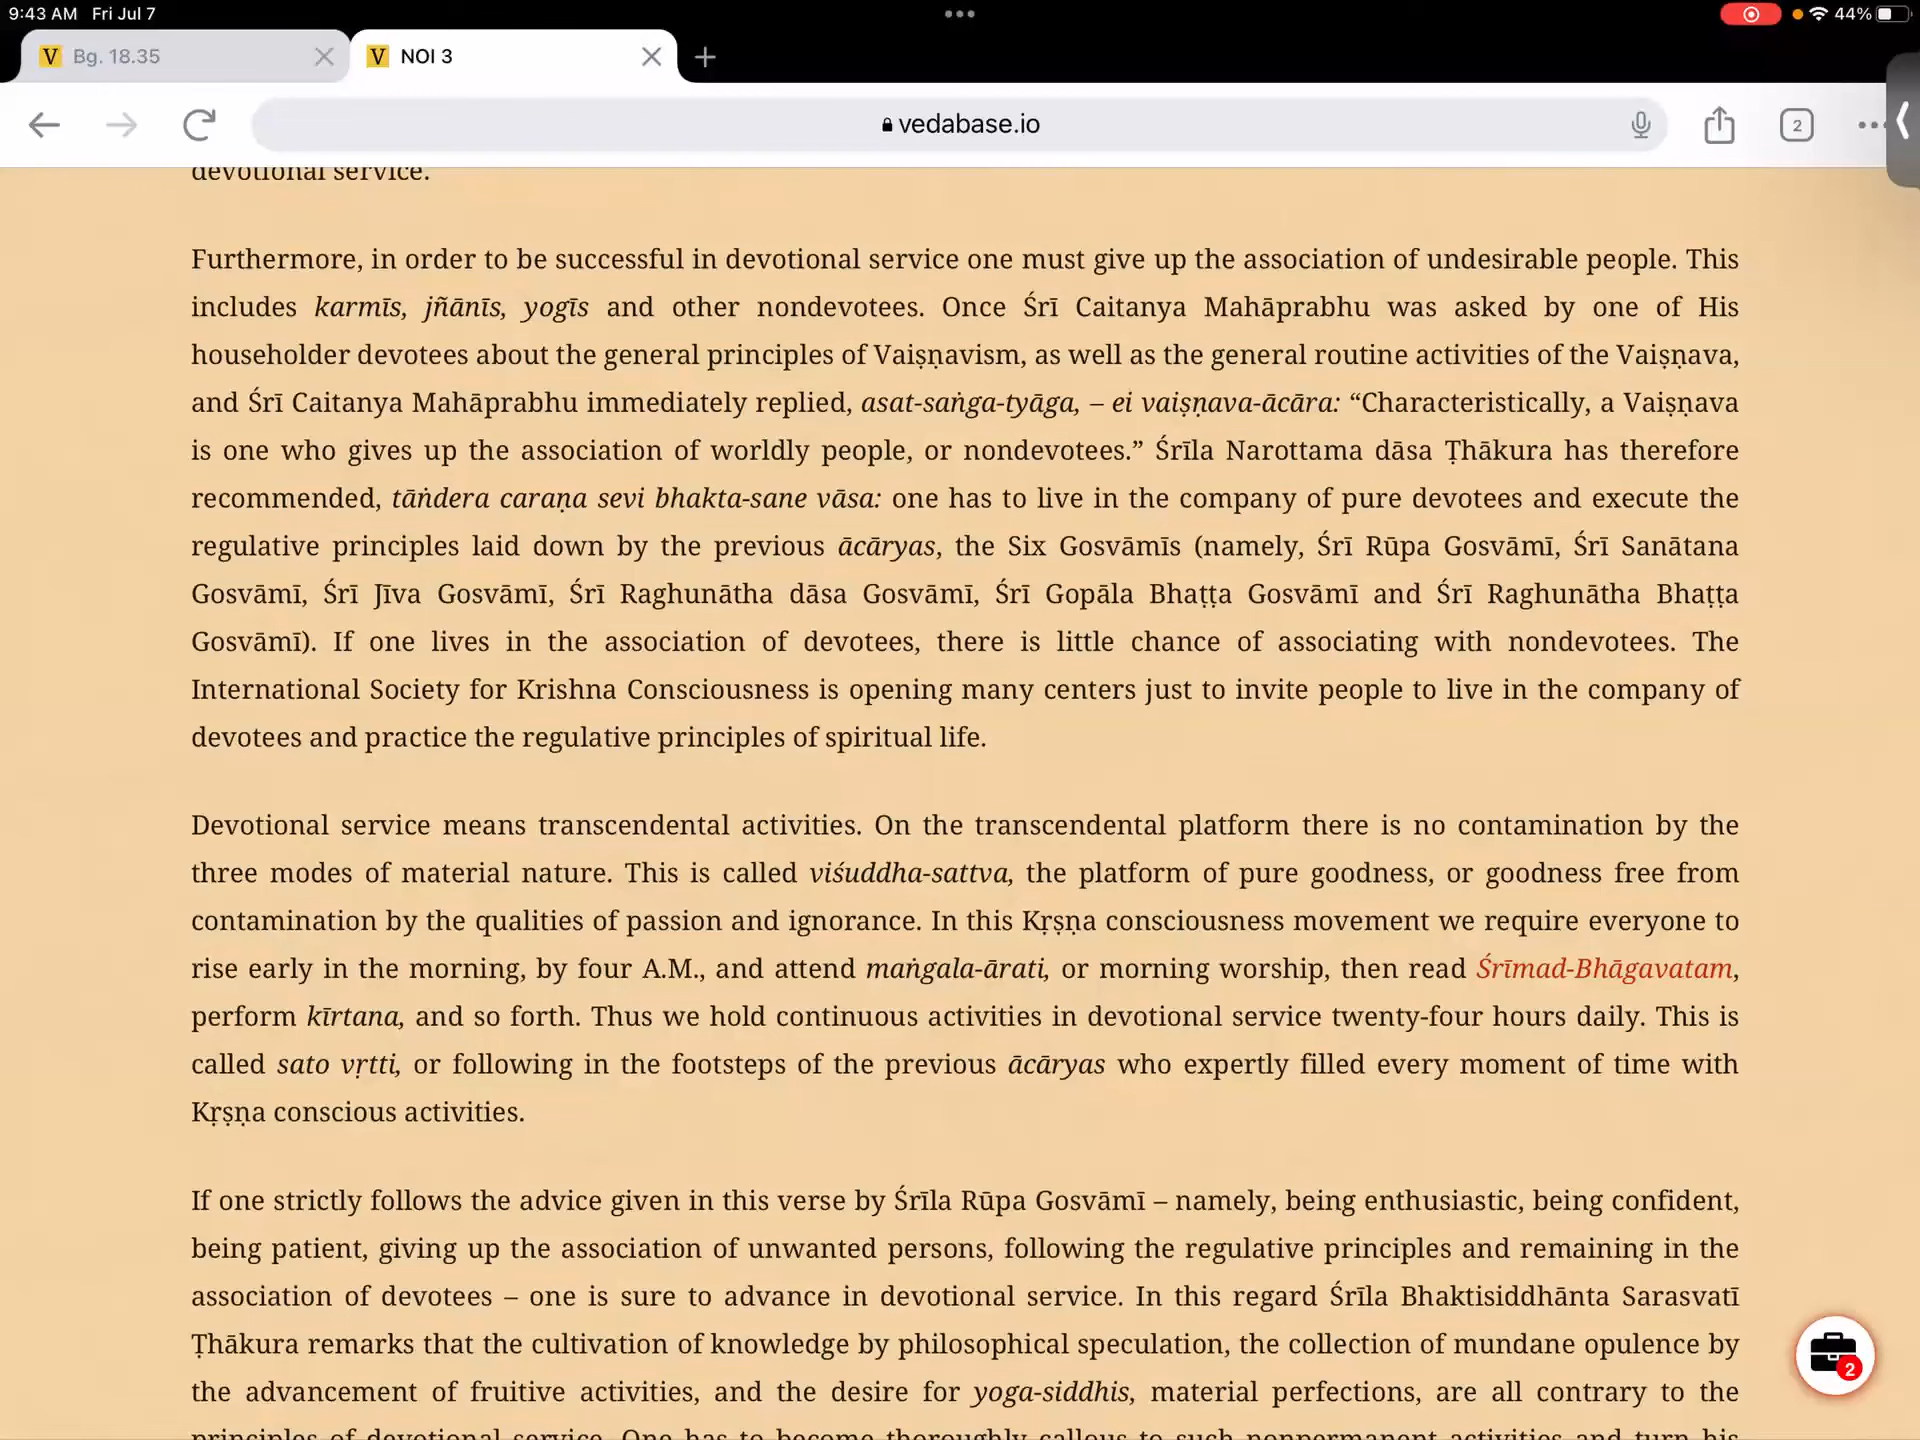 9:43 AM Fri Jul 7
44%
V Bg. 18.35
V NOI 3
vedabase.io
2
devotional service.
Furthermore, in order to be successful in devotional service one must give up the association of undesirable people. This
includes karmīs, jñānīs, yogīs and other nondevotees. Once Śrī Caitanya Mahāprabhu was asked by one of His
householder devotees about the general principles of Vaiṣṇavism, as well as the general routine activities of the Vaiṣṇava,
and Śrī Caitanya Mahāprabhu immediately replied, asat-saṅga-tyāga, – ei vaiṣṇava-ācāra: “Characteristically, a Vaiṣṇava
is one who gives up the association of worldly people, or nondevotees.” Śrīla Narottama dāsa Ṭhākura has therefore
recommended, tāṅdera caraṇa sevi bhakta-sane vāsa: one has to live in the company of pure devotees and execute the
regulative principles laid down by the previous ācāryas, the Six Gosvāmīs (namely, Śrī Rūpa Gosvāmī, Śrī Sanātana
Gosvāmī, Śrī Jīva Gosvāmī, Śrī Raghunātha dāsa Gosvāmī, Śrī Gopāla Bhaṭṭa Gosvāmī and Śrī Raghunātha Bhaṭṭa
Gosvāmī). If one lives in the association of devotees, there is little chance of associating with nondevotees. The
International Society for Krishna Consciousness is opening many centers just to invite people to live in the company of
devotees and practice the regulative principles of spiritual life.
Devotional service means transcendental activities. On the transcendental platform there is no contamination by the
three modes of material nature. This is called viśuddha-sattva, the platform of pure goodness, or goodness free from
contamination by the qualities of passion and ignorance. In this Kṛṣṇa consciousness movement we require everyone to
rise early in the morning, by four A.M., and attend maṅgala-ārati, or morning worship, then read Śrīmad-Bhāgavatam,
perform kīrtana, and so forth. Thus we hold continuous activities in devotional service twenty-four hours daily. This is
called sato vṛtti, or following in the footsteps of the previous ācāryas who expertly filled every moment of time with
Kṛṣṇa conscious activities.
If one strictly follows the advice given in this verse by Śrīla Rūpa Gosvāmī – namely, being enthusiastic, being confident,
being patient, giving up the association of unwanted persons, following the regulative principles and remaining in the
association of devotees – one is sure to advance in devotional service. In this regard Śrīla Bhaktisiddhānta Sarasvatī
Ṭhākura remarks that the cultivation of knowledge by philosophical speculation, the collection of mundane opulence by
the advancement of fruitive activities, and the desire for yoga-siddhis, material perfections, are all contrary to the
principles of devotional service. One has to become thoroughly callous to such nonpermanent activities and turn his
2